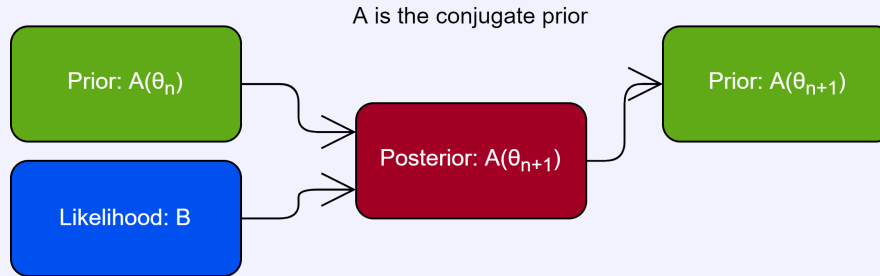 A is the conjugate prior
Prior: A(θₙ)
Likelihood: B
Posterior: A(θₙ₊₁)
Prior: A(θₙ₊₁)